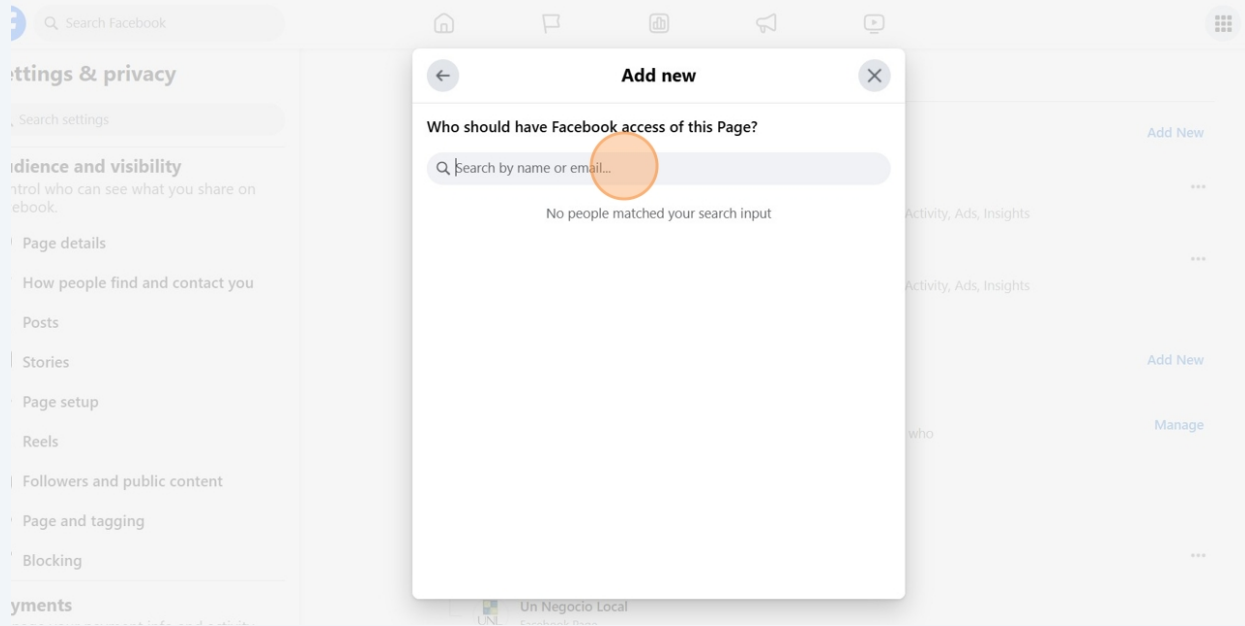 Search Facebook
ettings & privacy
Search settings
dience and visibility
ntrol who can see what you share on
ebook.
Page details
How people find and contact you
Posts
Stories
Page setup
Reels
Followers and public content
Page and tagging
Blocking
yments
Add new
Who should have Facebook access of this Page?
Search by name or email...
No people matched your search input
Add New
Activity, Ads, Insights
Activity, Ads, Insights
Add New
Manage
who
Un Negocio Local
Facebook Page
UNL